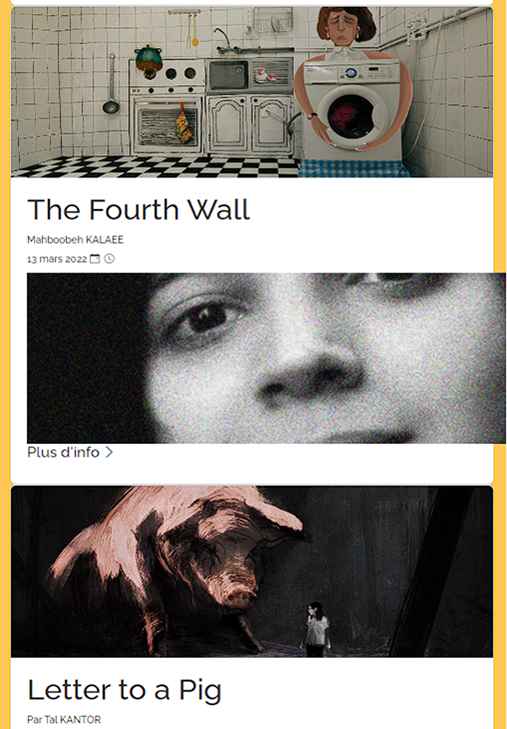 The Fourth Wall
Mahboobeh KALAEE
13 mars 2022
Plus d'info
Letter to a Pig
Par Tal KANTOR